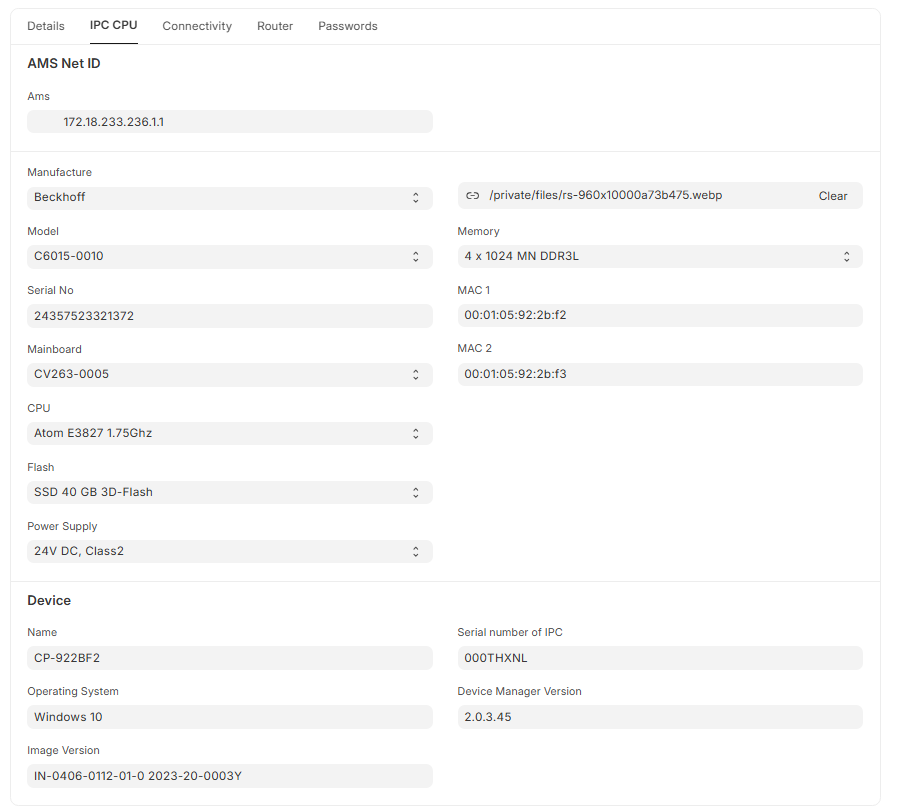 Details IPC CPU Connectivity Router Passwords
AMS Net ID
Ams
172.18.233.236.1.1
Manufacture
Beckhoff
/private/files/rs-960x10000a73b475.webp Clear
Model
C6015-0010
Memory
4 x 1024 MN DDR3L
Serial No
24357523321372
MAC 1
00:01:05:92:2b:f2
Mainboard
CV263-0005
MAC 2
00:01:05:92:2b:f3
CPU
Atom E3827 1.75Ghz
Flash
SSD 40 GB 3D-Flash
Power Supply
24V DC, Class2
Device
Name
CP-922BF2
Serial number of IPC
000THXNL
Operating System
Windows 10
Device Manager Version
2.0.3.45
Image Version
IN-0406-0112-01-0 2023-20-0003Y